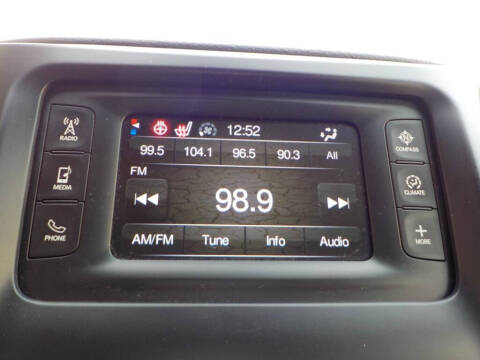 12:52
99.5 104.1 96.5 90.3 All
FM
98.9
AM/FM Tune Info Audio
RADIO
MEDIA
PHONE
COMPASS
CLIMATE
MORE